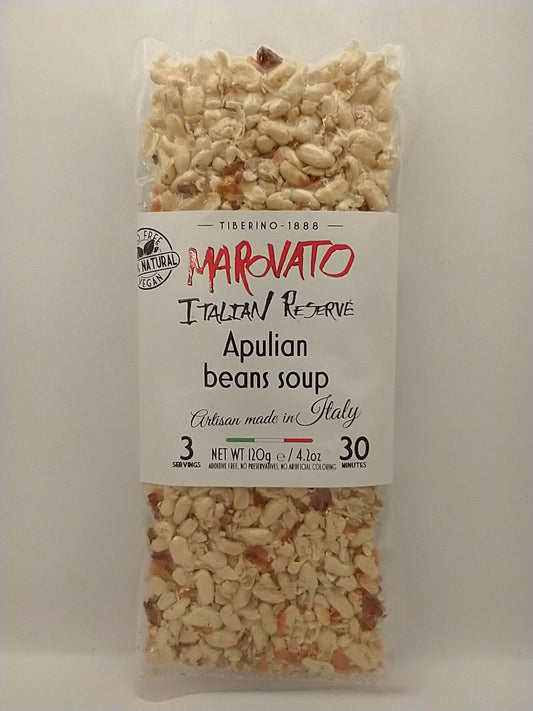 TIBERINO-1888
FREE
NATURAL
VEGAN
MAROVATO
ITALIAN RESERVE
Apulian
beans soup
Artisan made in Italy
3
SERVINGS
NET WT 120g e / 4.2oz
30
MINUTES
ADDITIVE FREE, NO PRESERVATIVES, NO ARTIFICIAL COLORING